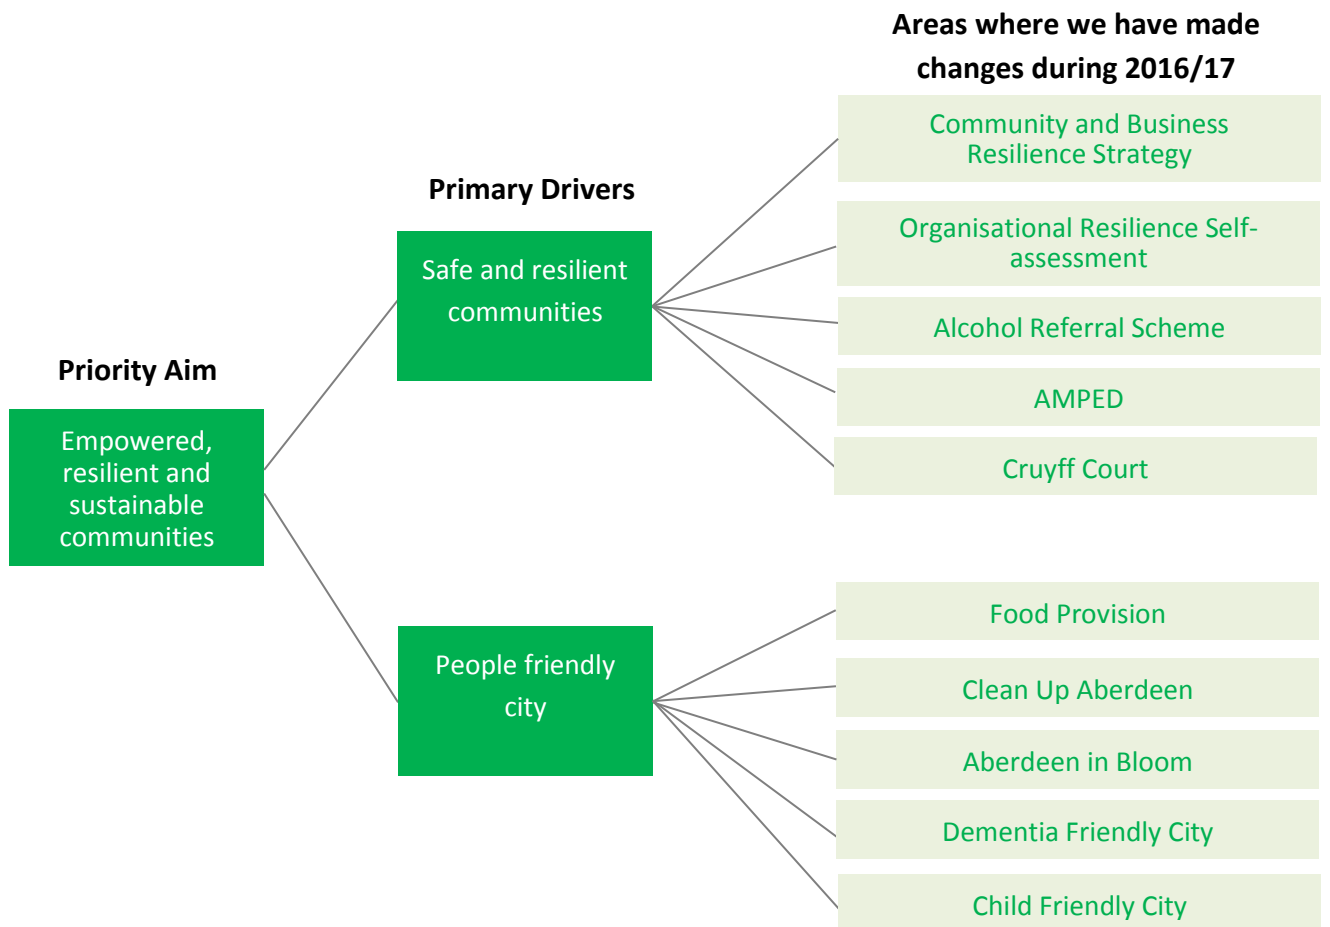 Areas where we have made
changes during 2016/17
Community and Business
Resilience Strategy
Primary Drivers
Organisational Resilience Self-
assessment
Safe and resilient
communities
Alcohol Referral Scheme
Priority Aim
AMPED
Empowered,
resilient and
sustainable
communities
Cruyff Court
Food Provision
People friendly
city
Clean Up Aberdeen
Aberdeen in Bloom
Dementia Friendly City
Child Friendly City